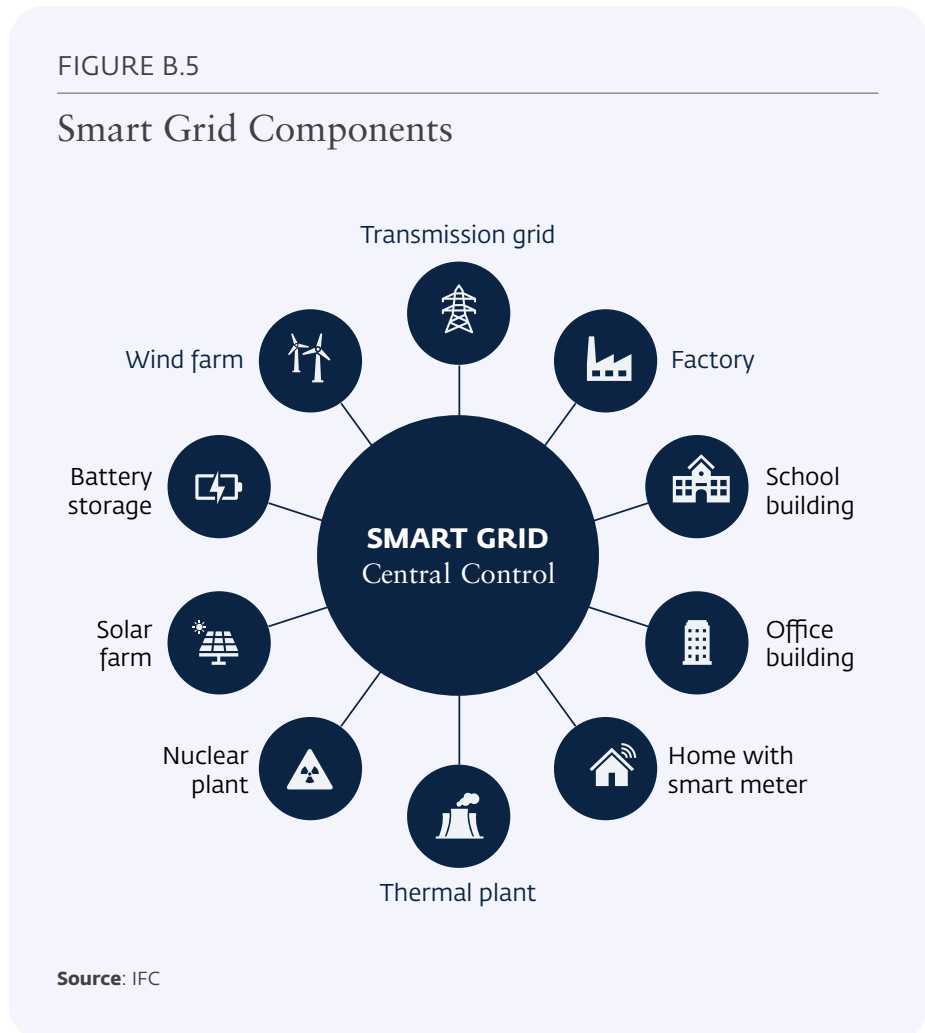 FIGURE B.5
Smart Grid Components
Transmission grid
Wind farm
Factory
Battery
storage
School
building
SMART GRID
Central Control
Solar
farm
Office
building
Nuclear
plant
Home with
smart meter
Thermal plant
Source: IFC